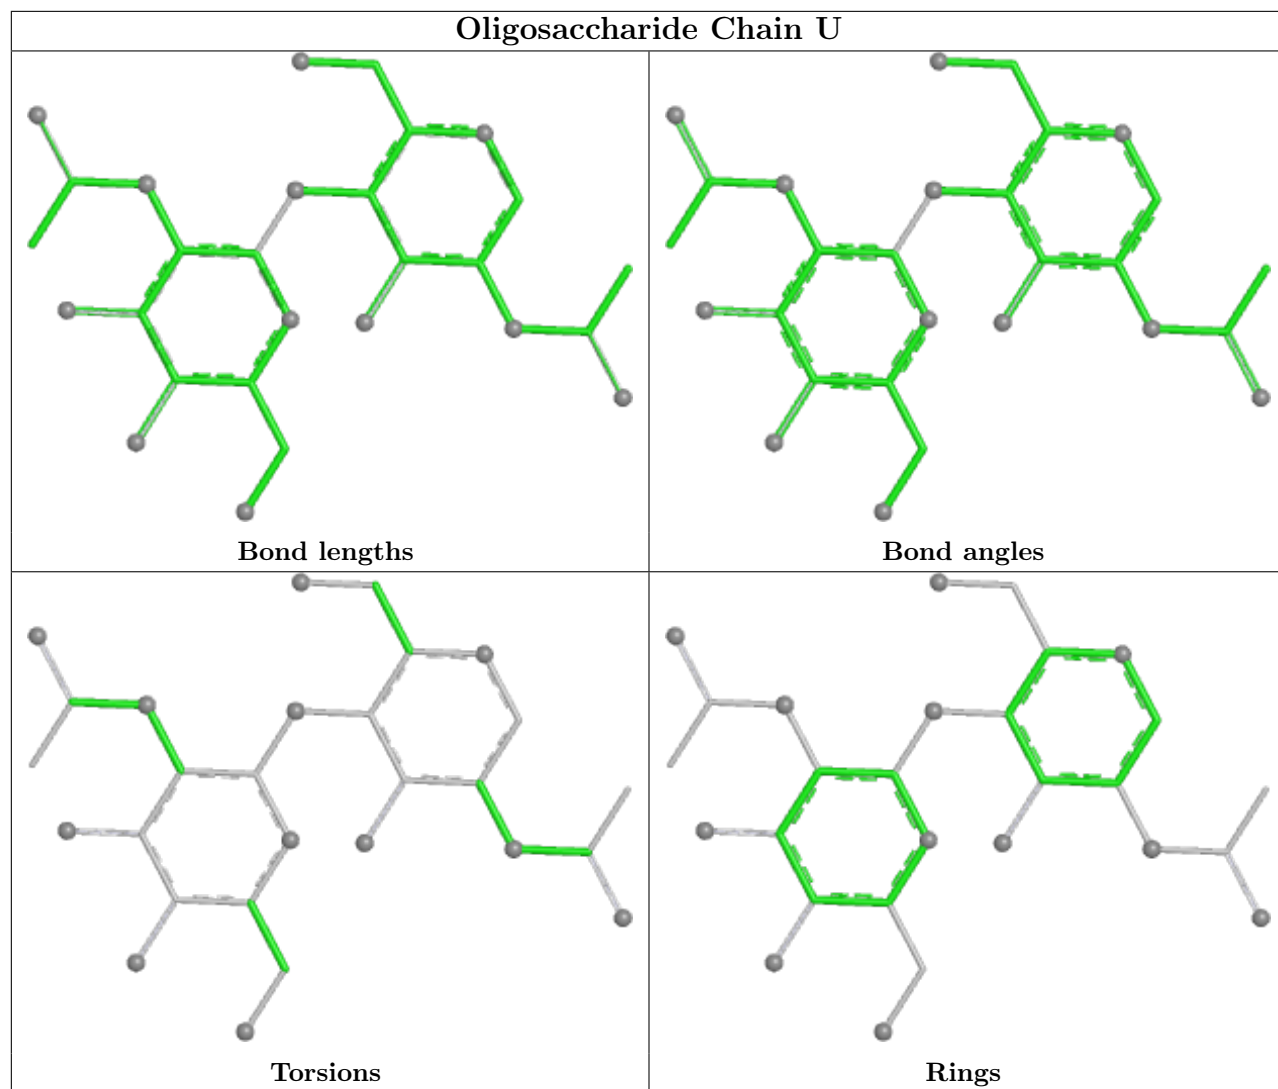 Oligosaccharide Chain U
Bond lengths
Bond angles
Torsions
Rings